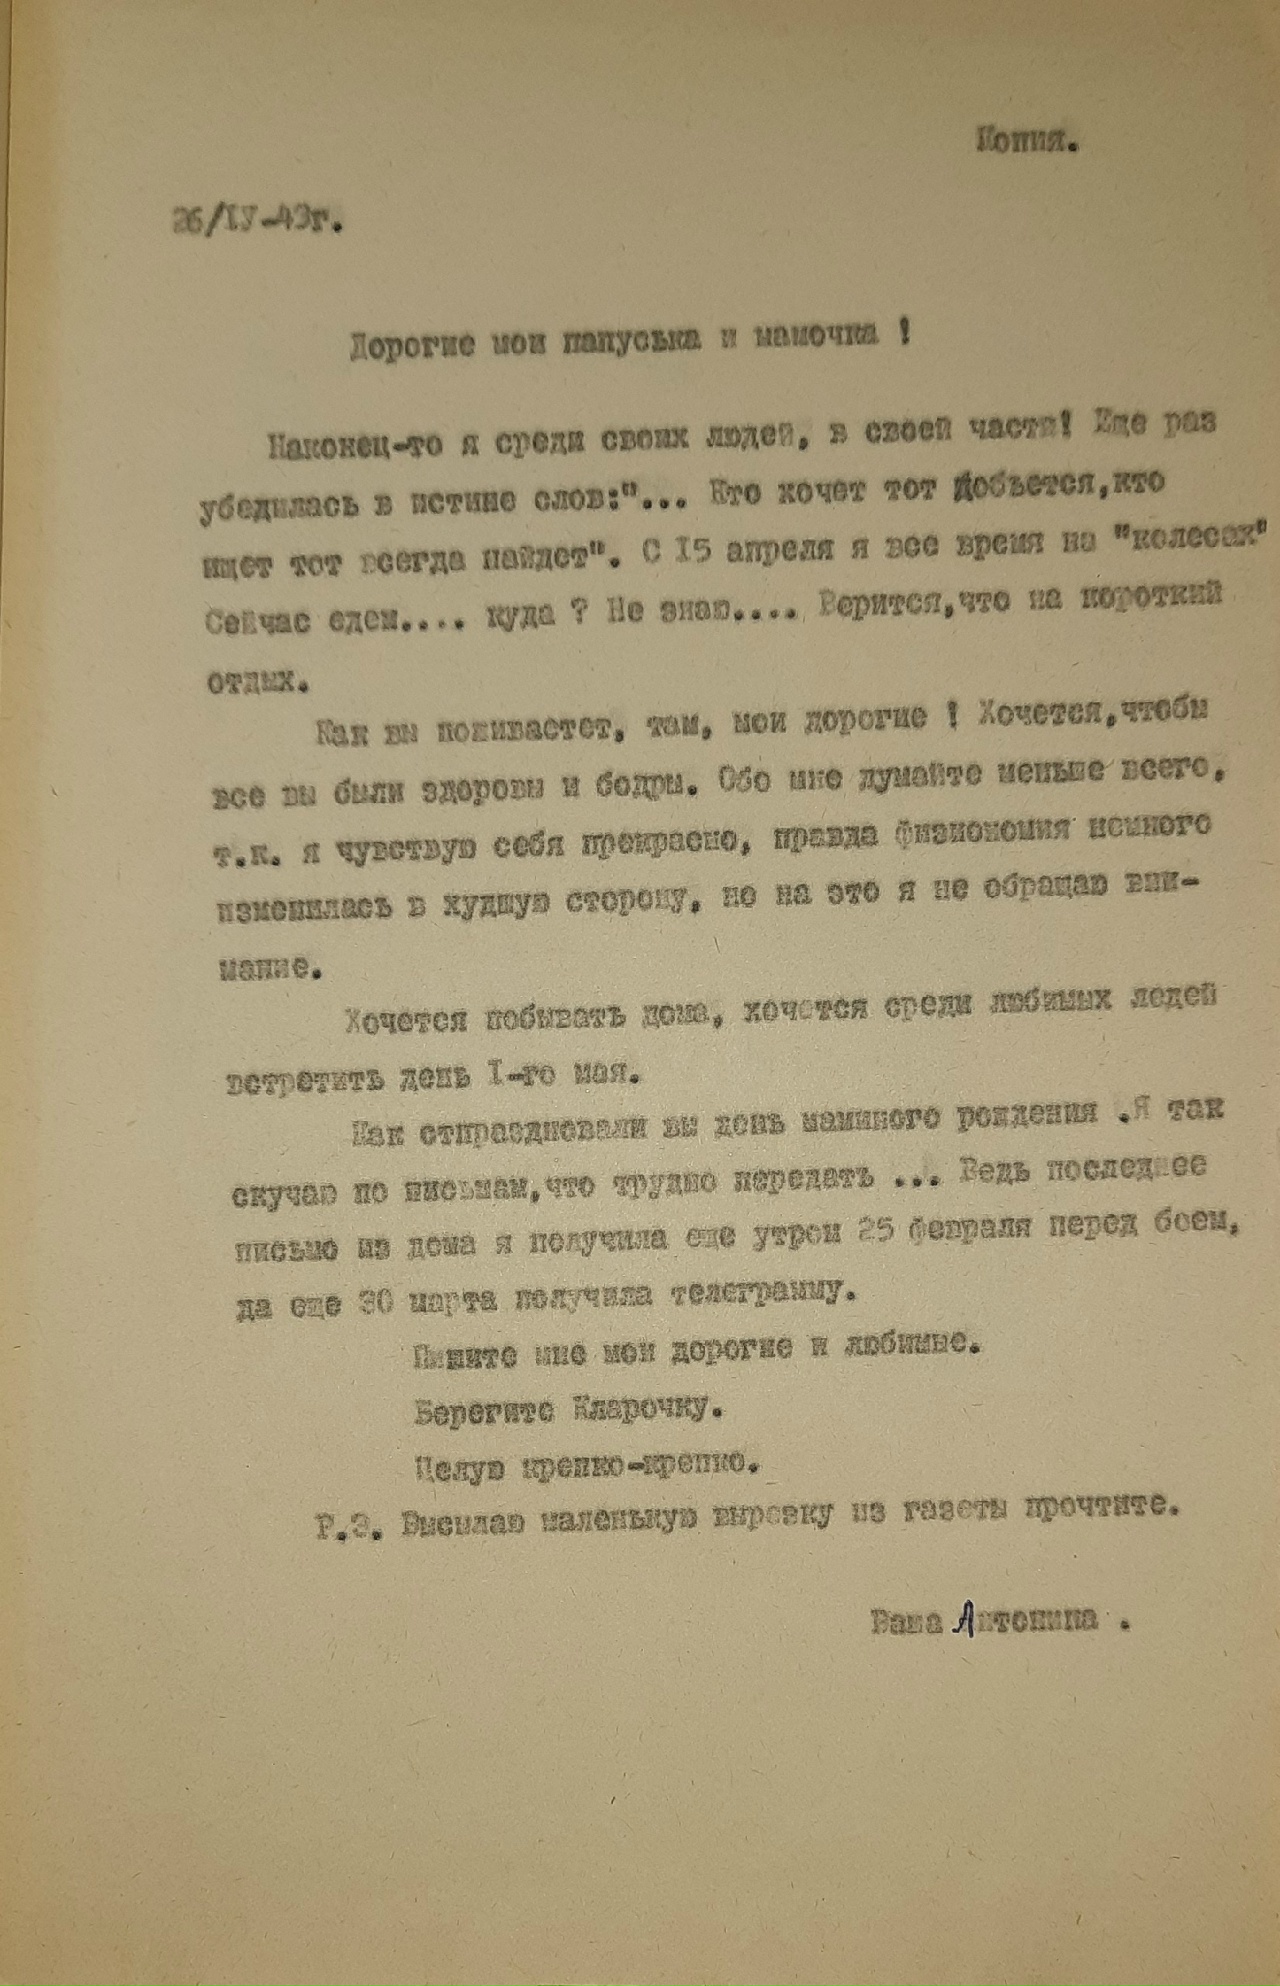 Копия.
26/IУ-43г.
Дорогие мои папуська и мамочка !
Наконец-то я среди своих людей, в своей части! Еще раз
убедилась в истине слов:"... Кто хочет тот добьется,кто
ищет тот всегда найдет". С I5 апреля я все время на "колесах"
Сейчас едем.... куда ? Не знаю.... Верится,что на короткий
отдых.
Как вы поживастет, там, мои дорогие ! Хочется,чтобы
все вы были здоровы и бодры. Обо мне думайте меньше всего,
т.к. я чувствую себя прекрасно, правда физиономия немного
изменилась в худшую сторону, но на это я не обращаю вни-
мание.
Хочется побывать дома, хочется среди любимых людей
встретить день I-го мая.
Как отпраздновали вы день маминого рождения .Я так
скучаю по письмам,что трудно передать ... Ведь последнее
письмо из дома я получила еще утром 25 февраля перед боем,
да еще 30 марта получила телеграмму.
Пишите мне мои дорогие и любимые.
Берегите Кларочку.
Целую крепко-крепко.
Р.S. Высылаю маленькую вырезку из газеты прочтите.
Ваша Антонина .